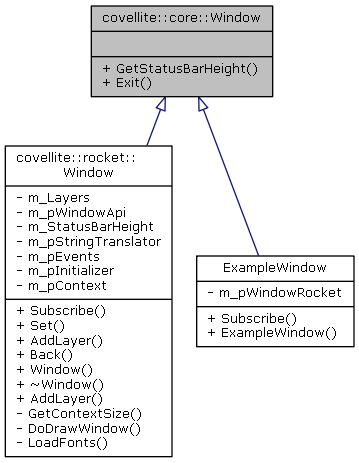 covellite::core::Window
+ GetStatusBarHeight()
+ Exit()
covellite::rocket::
Window
- m_Layers
- m_pWindowApi
- m_StatusBarHeight
- m_pStringTranslator
- m_pEvents
- m_pInitializer
- m_pContext
+ Subscribe()
+ Set()
+ AddLayer()
+ Back()
+ Window()
+ ~Window()
+ AddLayer()
- GetContextSize()
- DoDrawWindow()
- LoadFonts()
ExampleWindow
- m_pWindowRocket
+ Subscribe()
+ ExampleWindow()